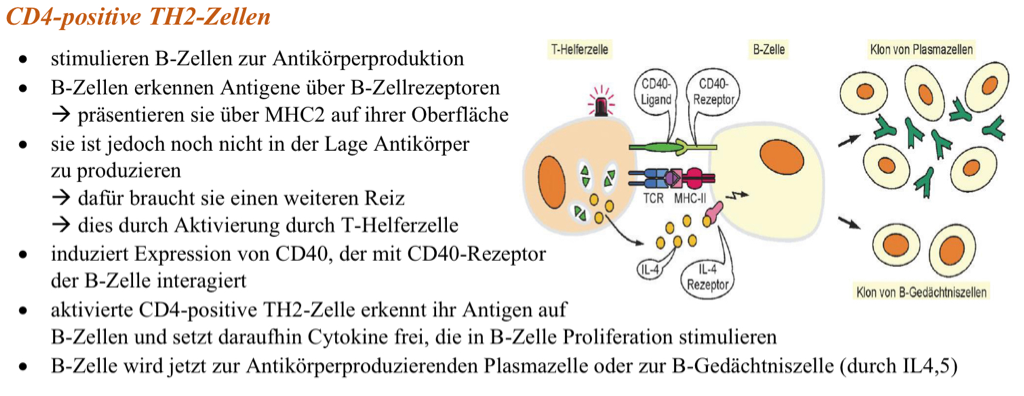 CD4-positive TH2-Zellen
• stimulieren B-Zellen zur Antikörperproduktion
• B-Zellen erkennen Antigene über B-Zellrezeptoren
→ präsentieren sie über MHC2 auf ihrer Oberfläche
• sie ist jedoch noch nicht in der Lage Antikörper
zu produzieren
→ dafür braucht sie einen weiteren Reiz
→ dies durch Aktivierung durch T-Helferzelle
• induziert Expression von CD40, der mit CD40-Rezeptor
der B-Zelle interagiert
• aktivierte CD4-positive TH2-Zelle erkennt ihr Antigen auf
B-Zellen und setzt daraufhin Cytokine frei, die in B-Zelle Proliferation stimulieren
• B-Zelle wird jetzt zur Antikörperproduzierenden Plasmazelle oder zur B-Gedächtniszelle (durch IL4,5)
T-Helferzelle
B-Zelle
Klon von Plasmazellen
CD40-
Ligand
CD40-
Rezeptor
TCR
MHC-II
IL-4
IL-4
Rezeptor
Klon von B-Gedächtniszellen